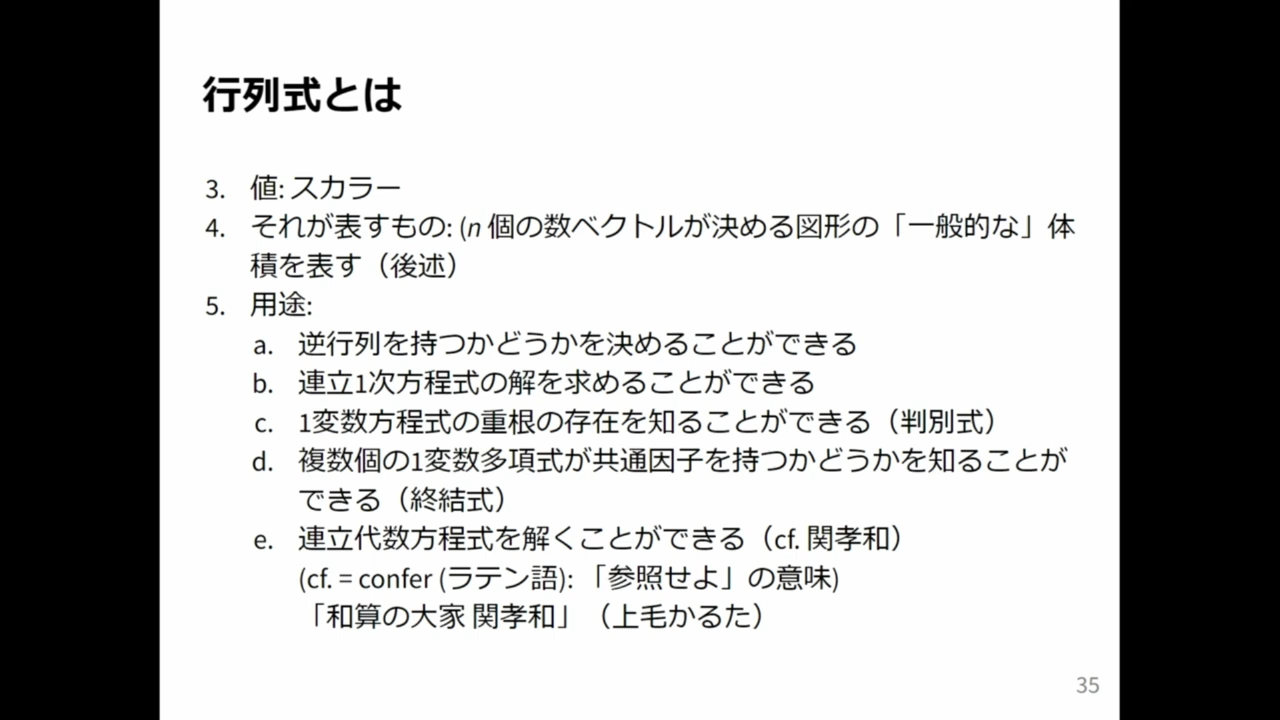 行列式とは
3. 値: スカラー
4. それが表すもの: (n 個の数ベクトルが決める図形の「一般的な」体
積を表す（後述）
5. 用途:
a. 逆行列を持つかどうかを決めることができる
b. 連立1次方程式の解を求めることができる
c. 1変数方程式の重根の存在を知ることができる（判別式）
d. 複数個の1変数多項式が共通因子を持つかどうかを知ることが
できる（終結式）
e. 連立代数方程式を解くことができる（cf. 関孝和）
(cf. = confer (ラテン語): 「参照せよ」の意味)
「和算の大家 関孝和」（上毛かるた）
35